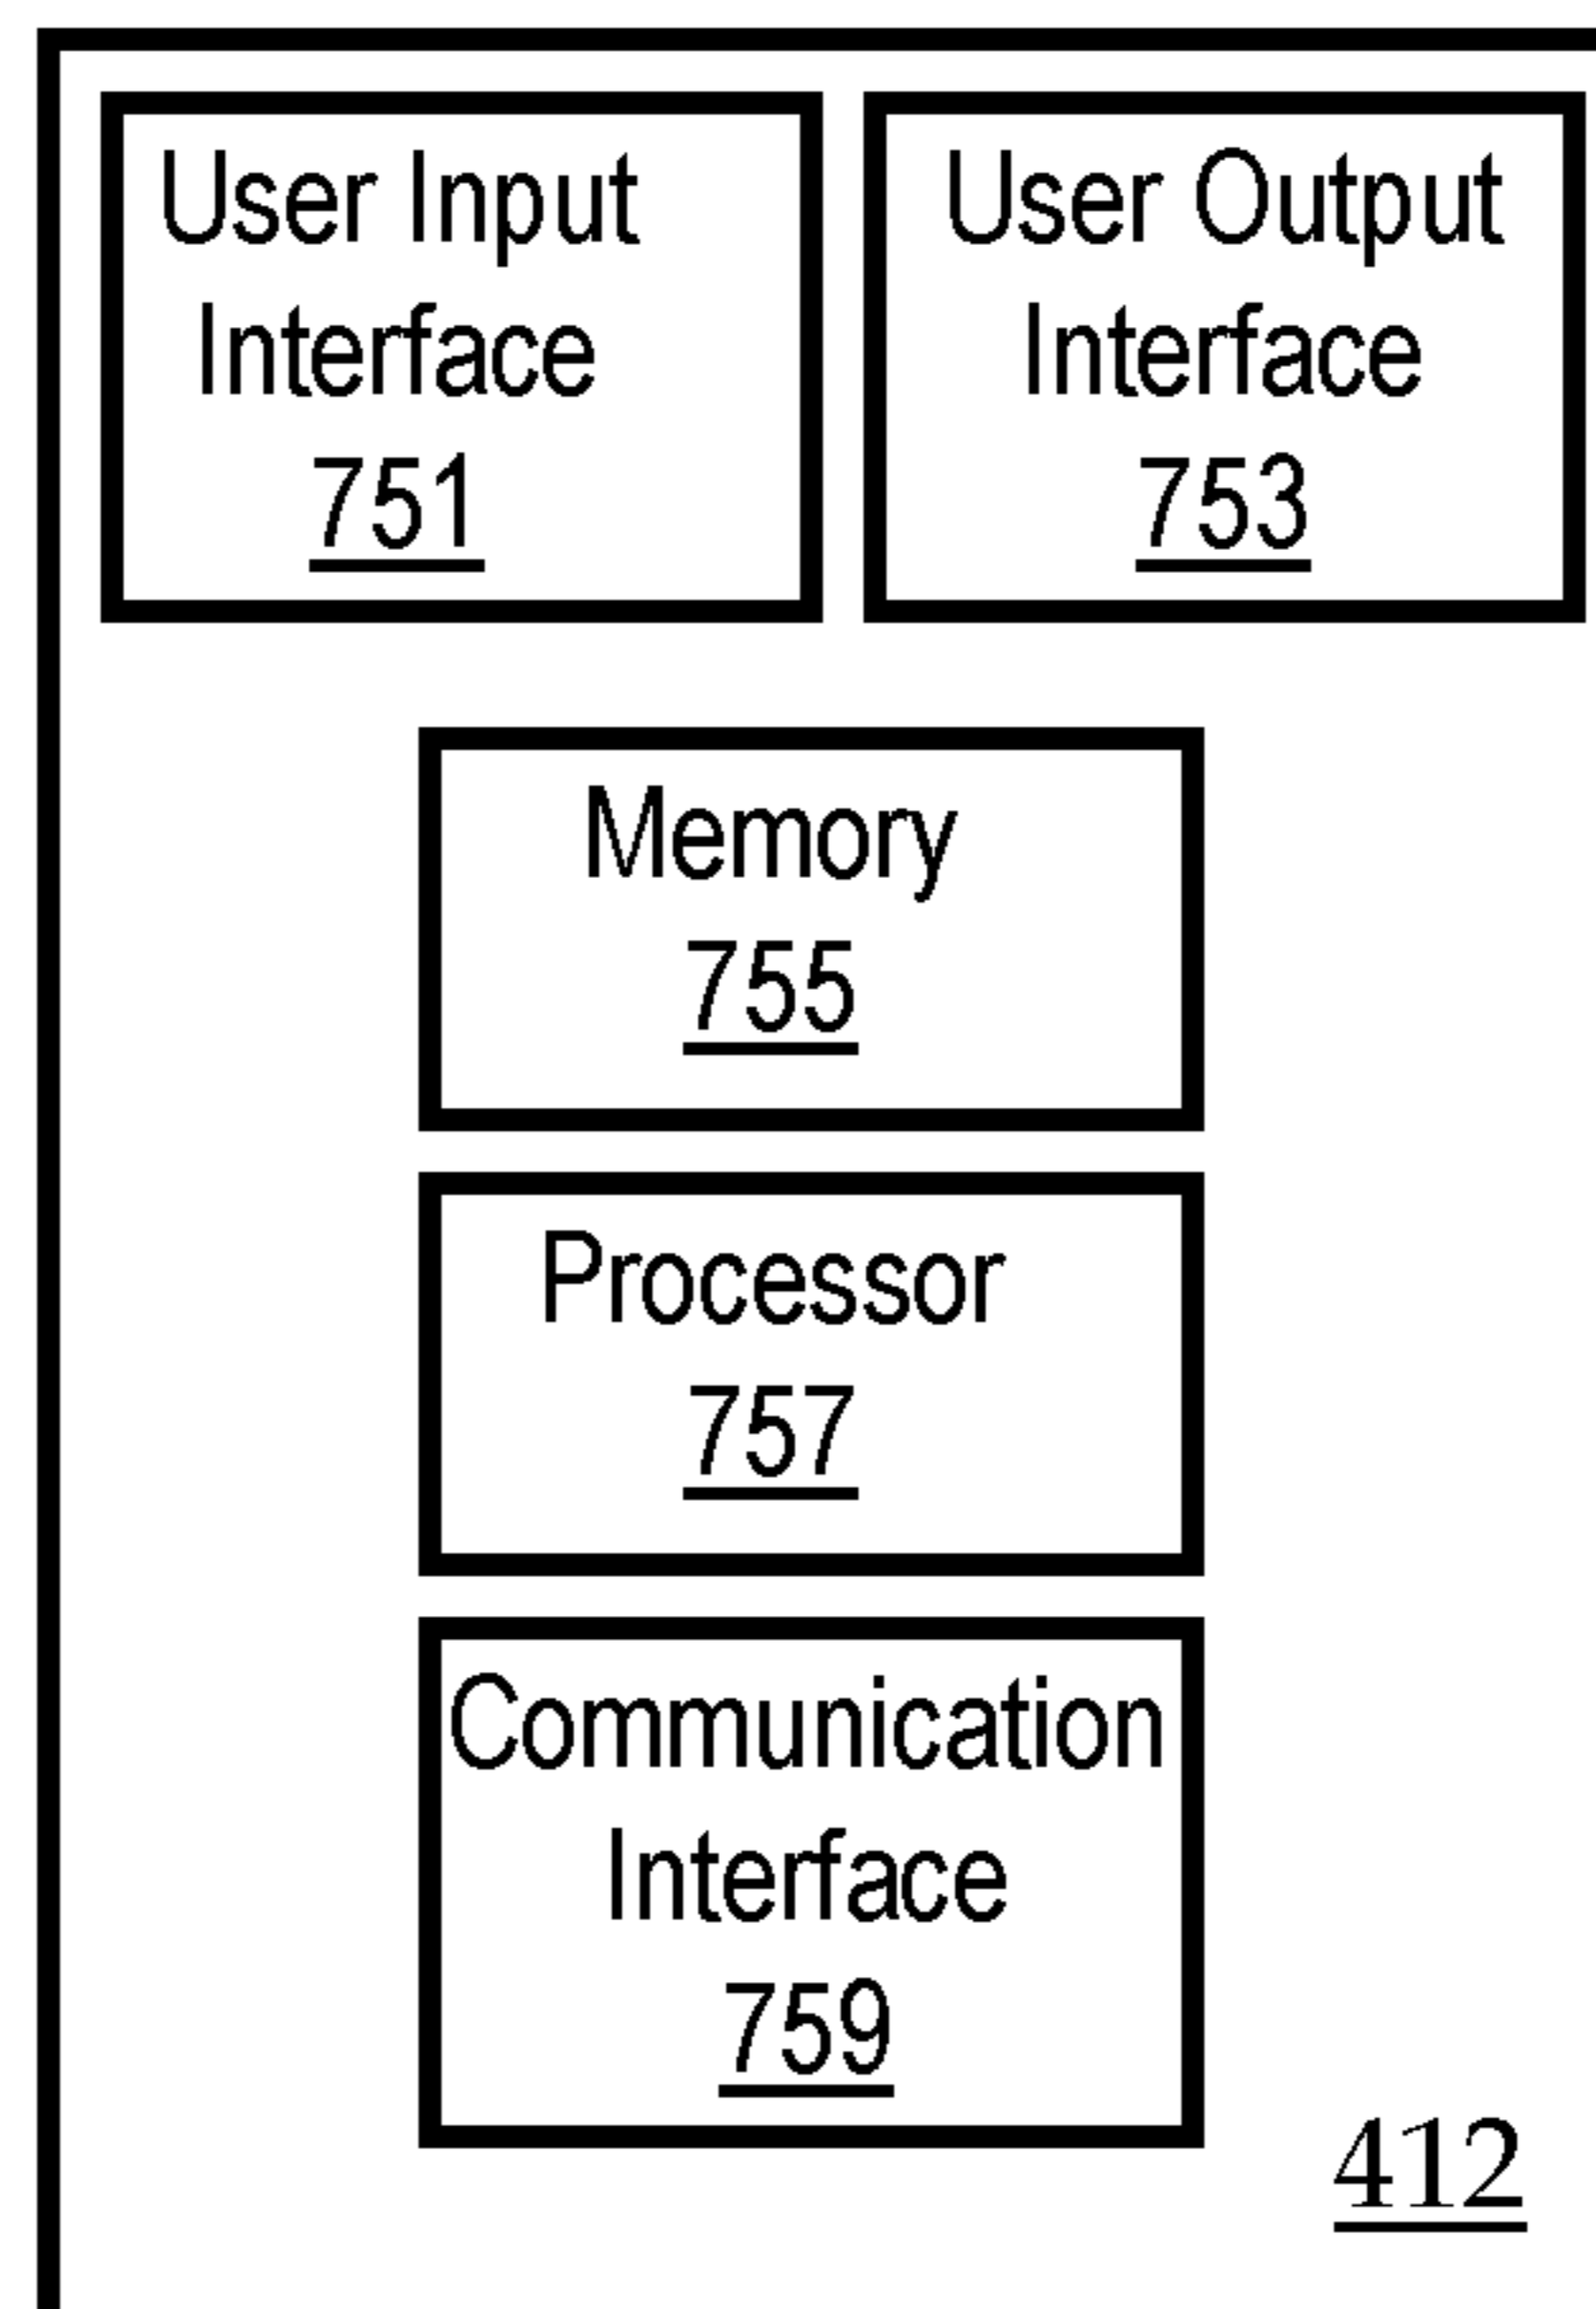 User Input
Interface
751
User Output
Interface
753
Memory
755
Processor
757
Communication
Interface
759
412